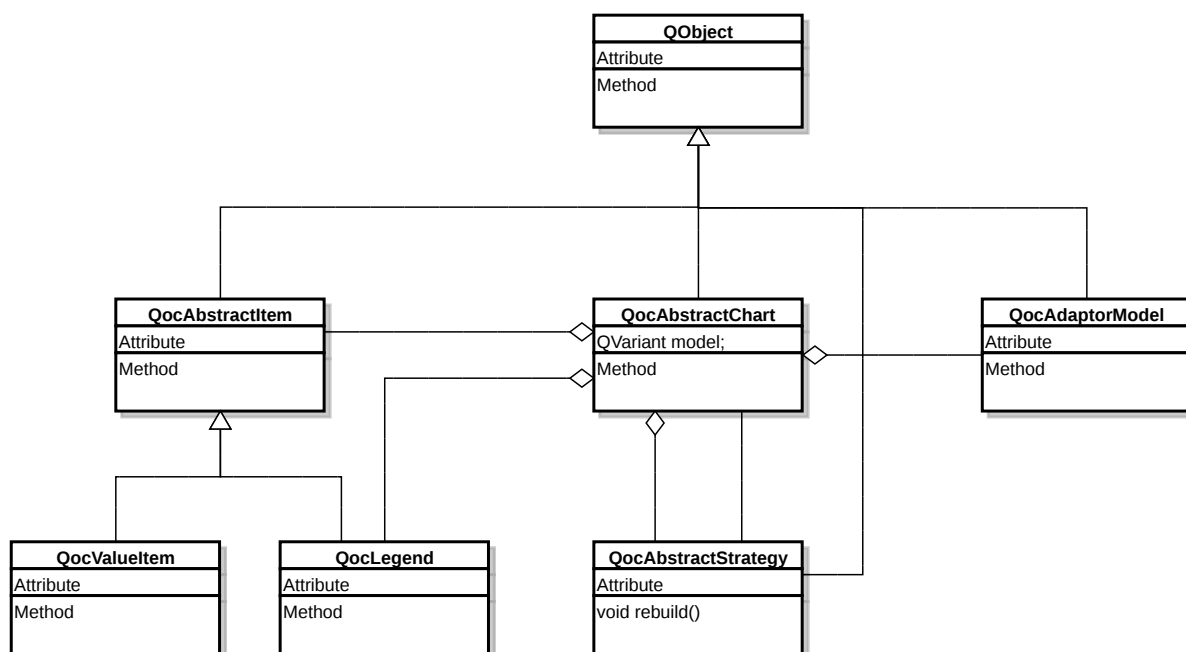 QObject
Attribute
Method
QocAbstractItem
Attribute
Method
QocAbstractChart
QVariant model;
Method
QocAdaptorModel
Attribute
Method
QocValueItem
Attribute
Method
QocLegend
Attribute
Method
QocAbstractStrategy
Attribute
void rebuild()